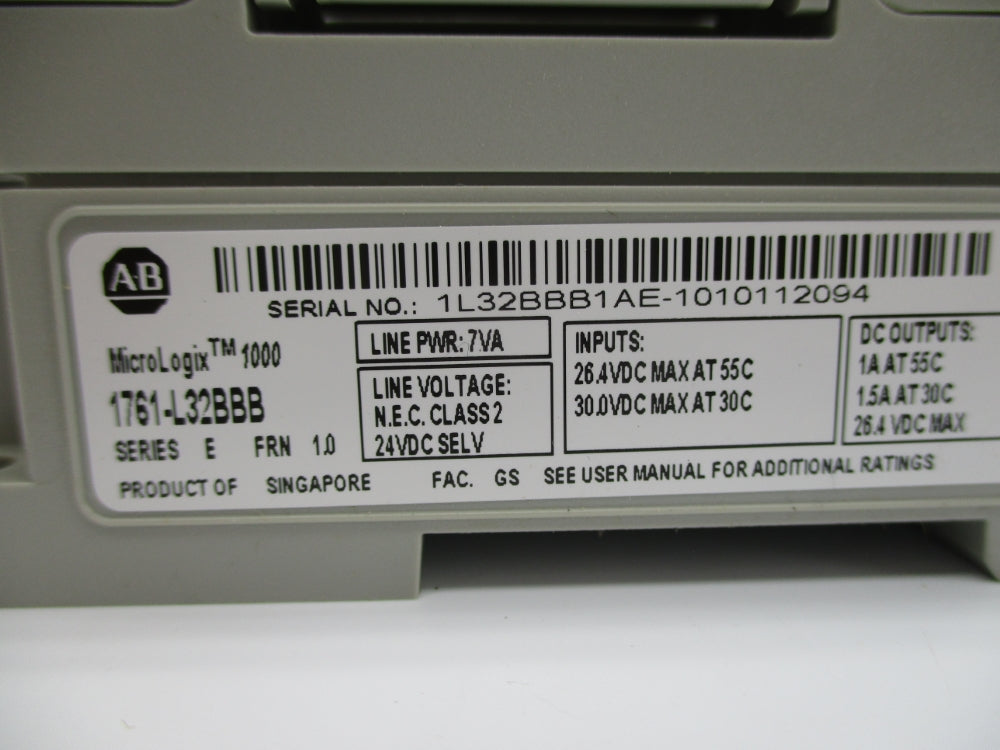 A-B
SERIAL NO.: 1L32BBB1AE-1010112094
MicroLogix™ 1000
1761-L32BBB
SERIES E FRN 1.0
LINE PWR: 7VA
LINE VOLTAGE:
N.E.C. CLASS 2
24VDC SELV
INPUTS:
26.4VDC MAX AT 55C
30.0VDC MAX AT 30C
DC OUTPUTS:
1A AT 55C
1.5A AT 30C
26.4 VDC MAX
PRODUCT OF SINGAPORE FAC. GS SEE USER MANUAL FOR ADDITIONAL RATINGS